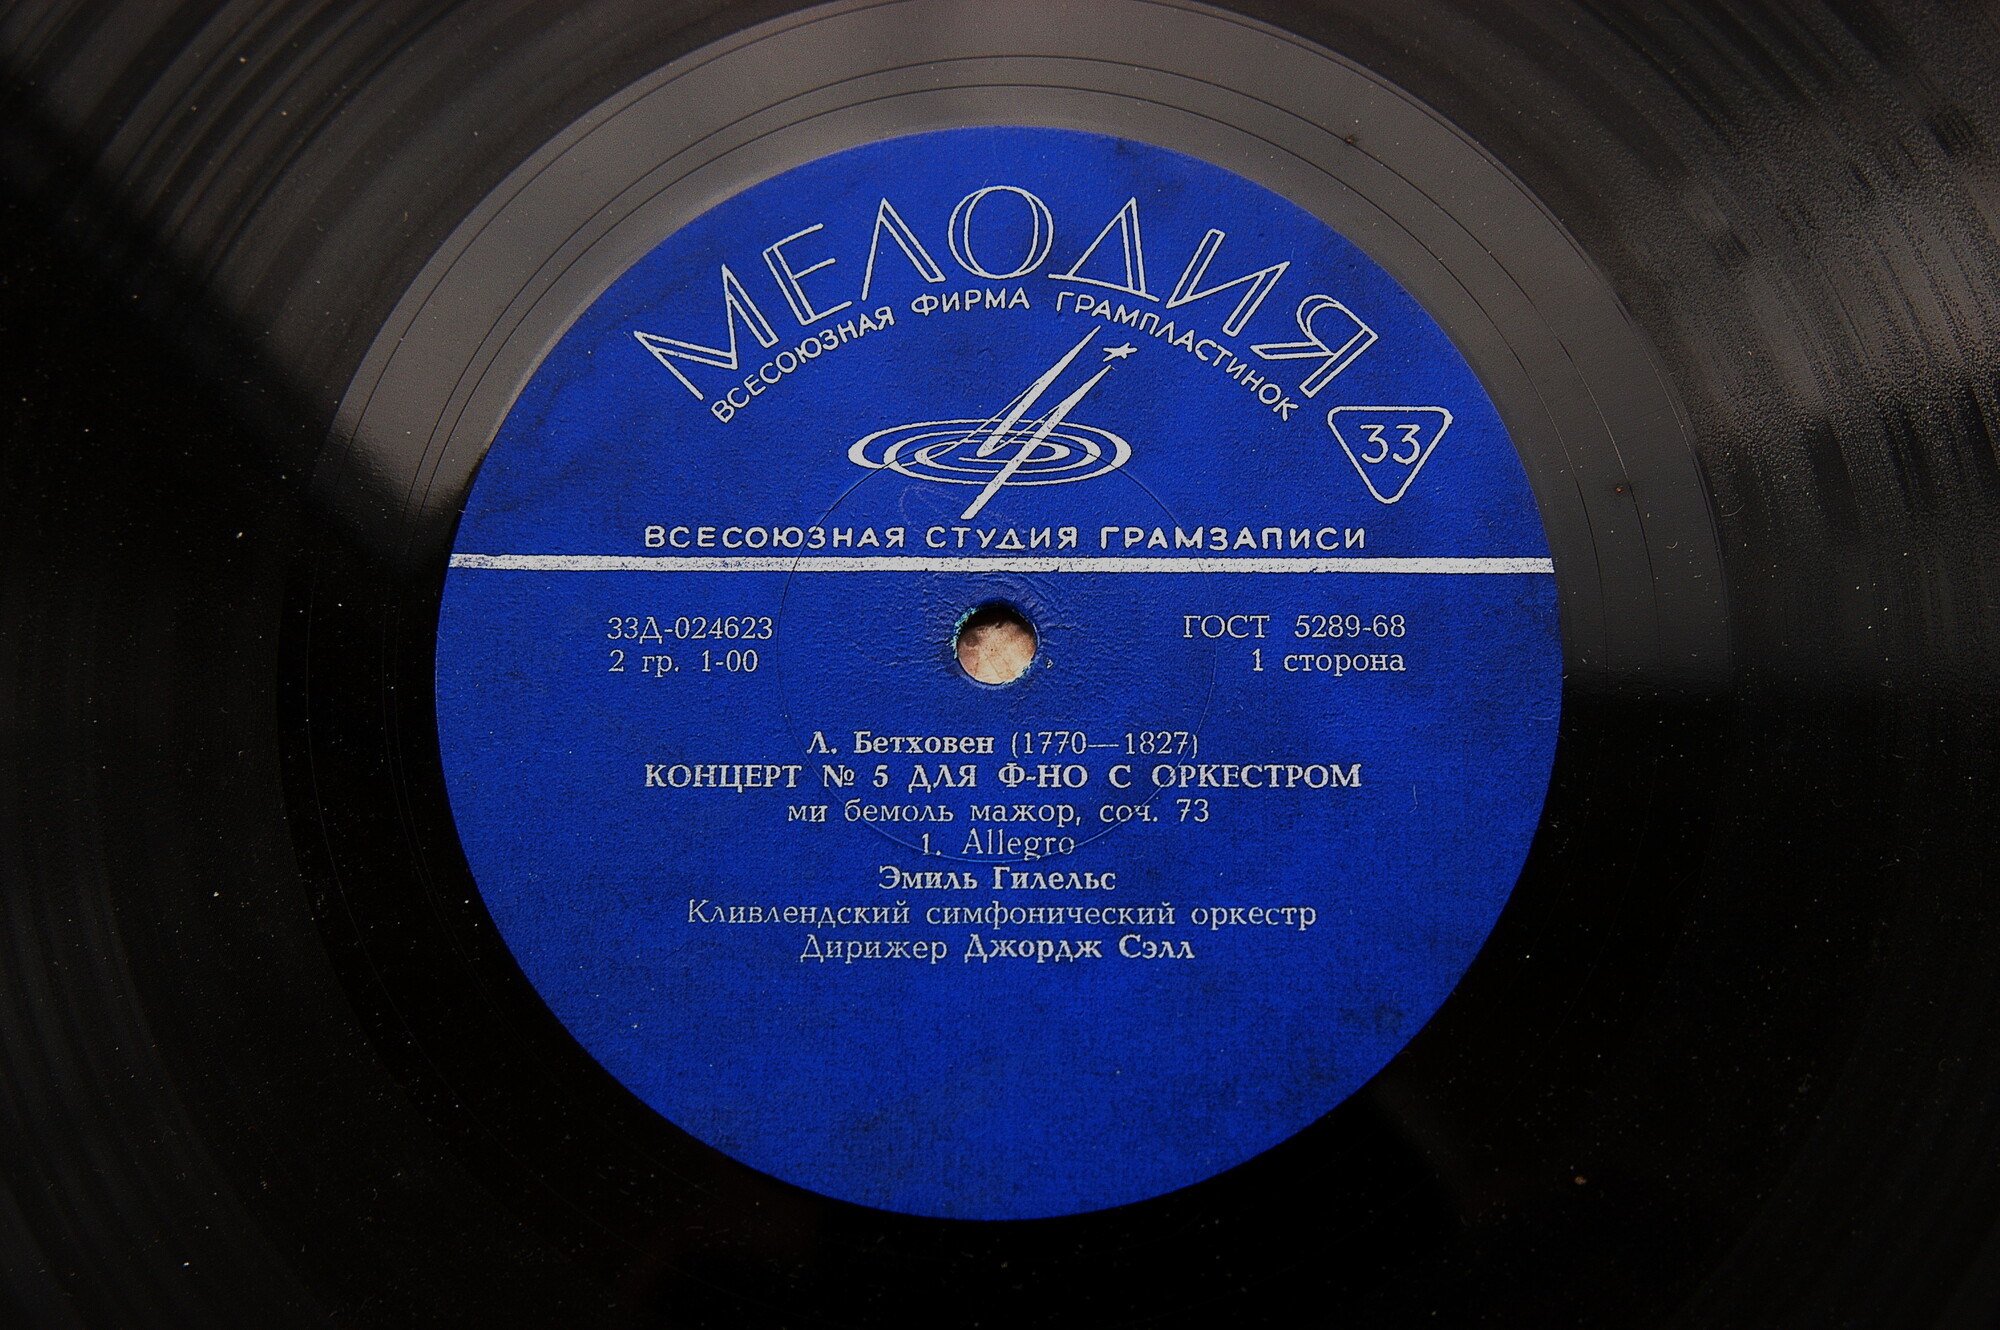 МЕЛОДИЯ
ВСЕСОЮЗНАЯ ФИРМА ГРАМПЛАСТИНОК
33
ВСЕСОЮЗНАЯ СТУДИЯ ГРАМЗАПИСИ
33Д-024623 ГОСТ 5289-68
2 гр. 1-00 1 сторона
Л. Бетховен (1770—1827)
КОНЦЕРТ № 5 ДЛЯ Ф-НО С ОРКЕСТРОМ
ми бемоль мажор, соч. 73
1. Allegro
Эмиль Гилельс
Кливлендский симфонический оркестр
Дирижер Джордж Сэлл